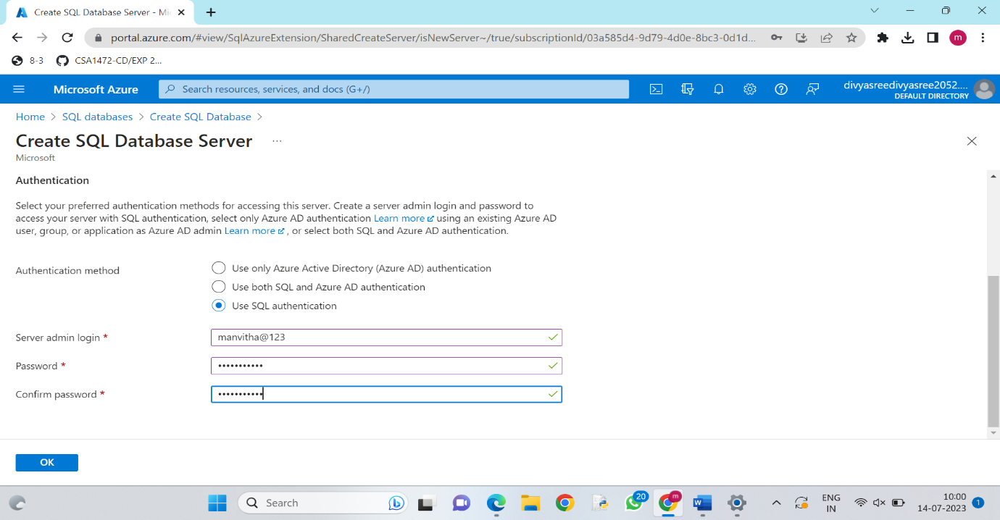 Create SQL Database Server - Mi
portal.azure.com/#view/SqlAzureExtension/SharedCreateServer/isNewServer~/true/subscriptionId/03a585d4-9d79-4d0e-8bc3-0d1d...
m
8-3
CSA1472-CD/EXP 2...
Microsoft Azure
Search resources, services, and docs (G+/)
divyasreedivyasree2052....
DEFAULT DIRECTORY
Home > SQL databases > Create SQL Database >
Create SQL Database Server ...
Microsoft
Authentication
Select your preferred authentication methods for accessing this server. Create a server admin login and password to
access your server with SQL authentication, select only Azure AD authentication Learn more using an existing Azure AD
user, group, or application as Azure AD admin Learn more , or select both SQL and Azure AD authentication.
Authentication method
Use only Azure Active Directory (Azure AD) authentication
Use both SQL and Azure AD authentication
Use SQL authentication
Server admin login *
manvitha@123
Password *
•••••••••••
Confirm password *
•••••••••••
OK
Search
20
m
W
ENG
IN
10:00
14-07-2023
1